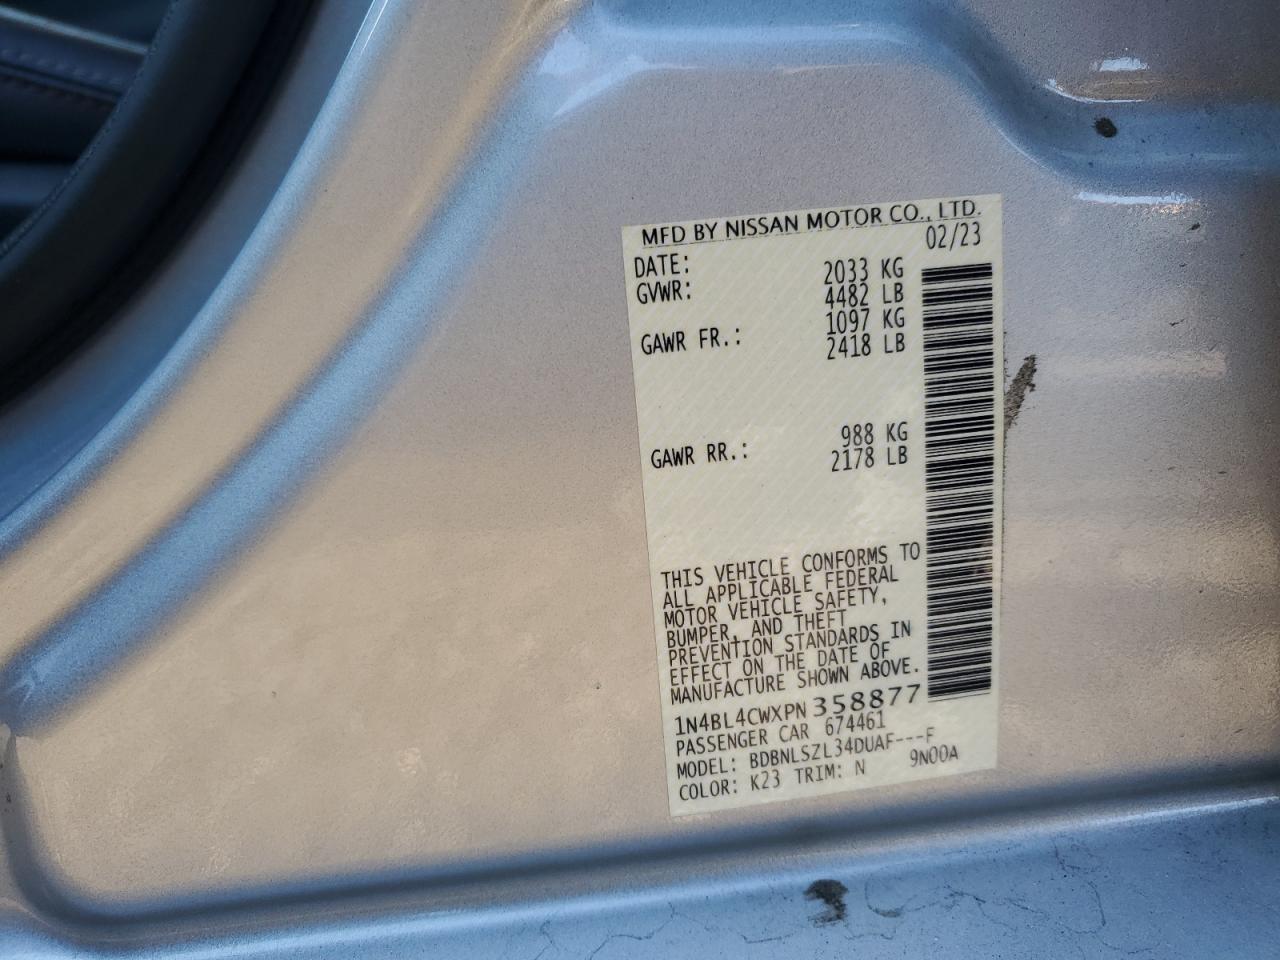 MFD BY NISSAN MOTOR CO., LTD.
DATE: 02/23
GVWR: 2033 KG
4482 LB
GAWR FR.: 1097 KG
2418 LB
GAWR RR.: 988 KG
2178 LB
THIS VEHICLE CONFORMS TO
ALL APPLICABLE FEDERAL
MOTOR VEHICLE SAFETY,
BUMPER, AND THEFT
PREVENTION STANDARDS IN
EFFECT ON THE DATE OF
MANUFACTURE SHOWN ABOVE.
1N4BL4CWXPN358877
PASSENGER CAR 674461
MODEL: BDBNLSZL34DUAF---F
COLOR: K23 TRIM: N 9N00A